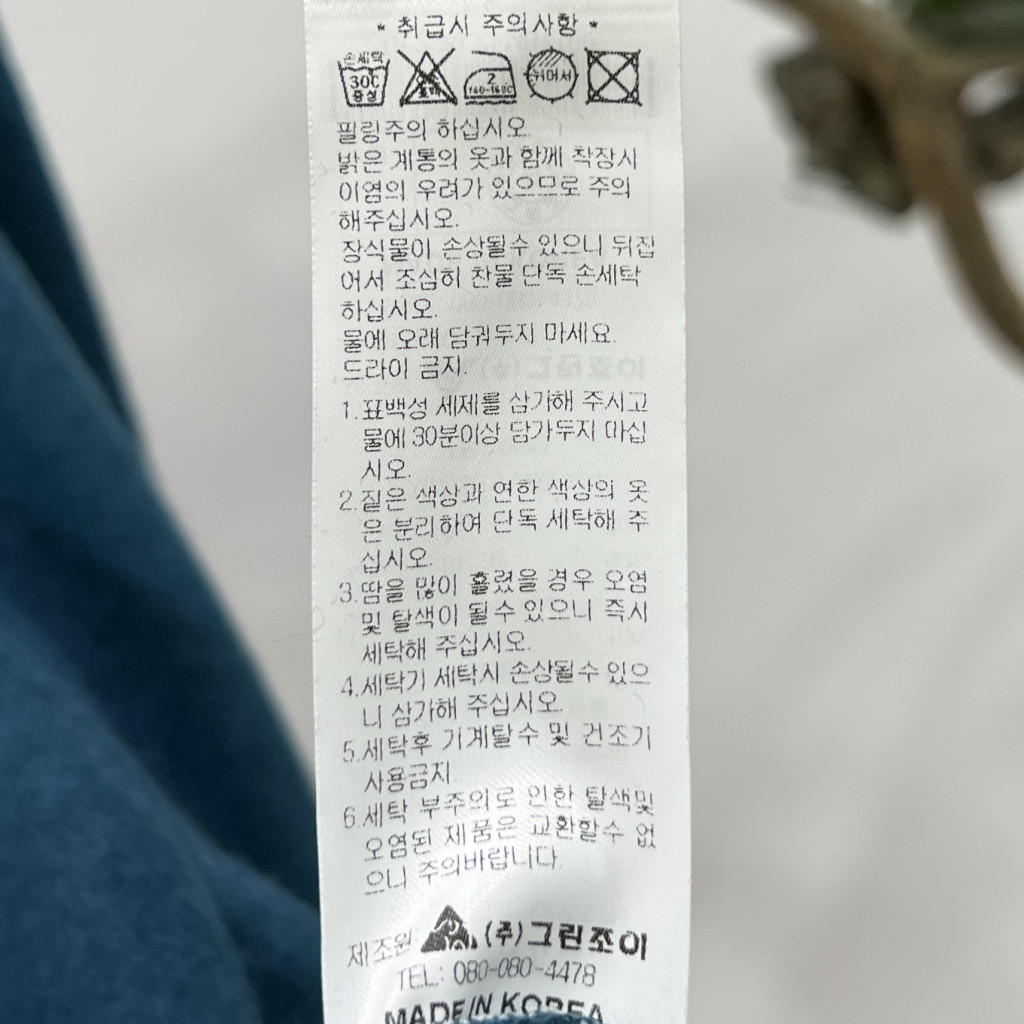 * 취급시 주의사항 *
손세탁 30C 중성
표백
2 140-160C
뉘어서
필링주의 하십시오.
밝은 계통의 옷과 함께 착장시
이염의 우려가 있으므로 주의
해주십시오.
장식물이 손상될수 있으니 뒤집
어서 조심히 찬물 단독 손세탁
하십시오.
물에 오래 담궈두지 마세요.
드라이 금지.
1.표백성 세제를 삼가해 주시고
물에 30분이상 담가두지 마십
시오.
2.짙은 색상과 연한 색상의 옷
은 분리하여 단독 세탁해 주
십시오.
3.땀을 많이 흘렸을 경우 오염
및 탈색이 될수 있으니 즉시
세탁해 주십시오.
4.세탁기 세탁시 손상될수 있으
니 삼가해 주십시오.
5.세탁후 기계탈수 및 건조기
사용금지.
6.세탁 부주의로 인한 탈색및
오염된 제품은 교환할수 없
으니 주의바랍니다.
제조원 (주)그린조이
TEL: 080-080-4478
MADE IN KOREA